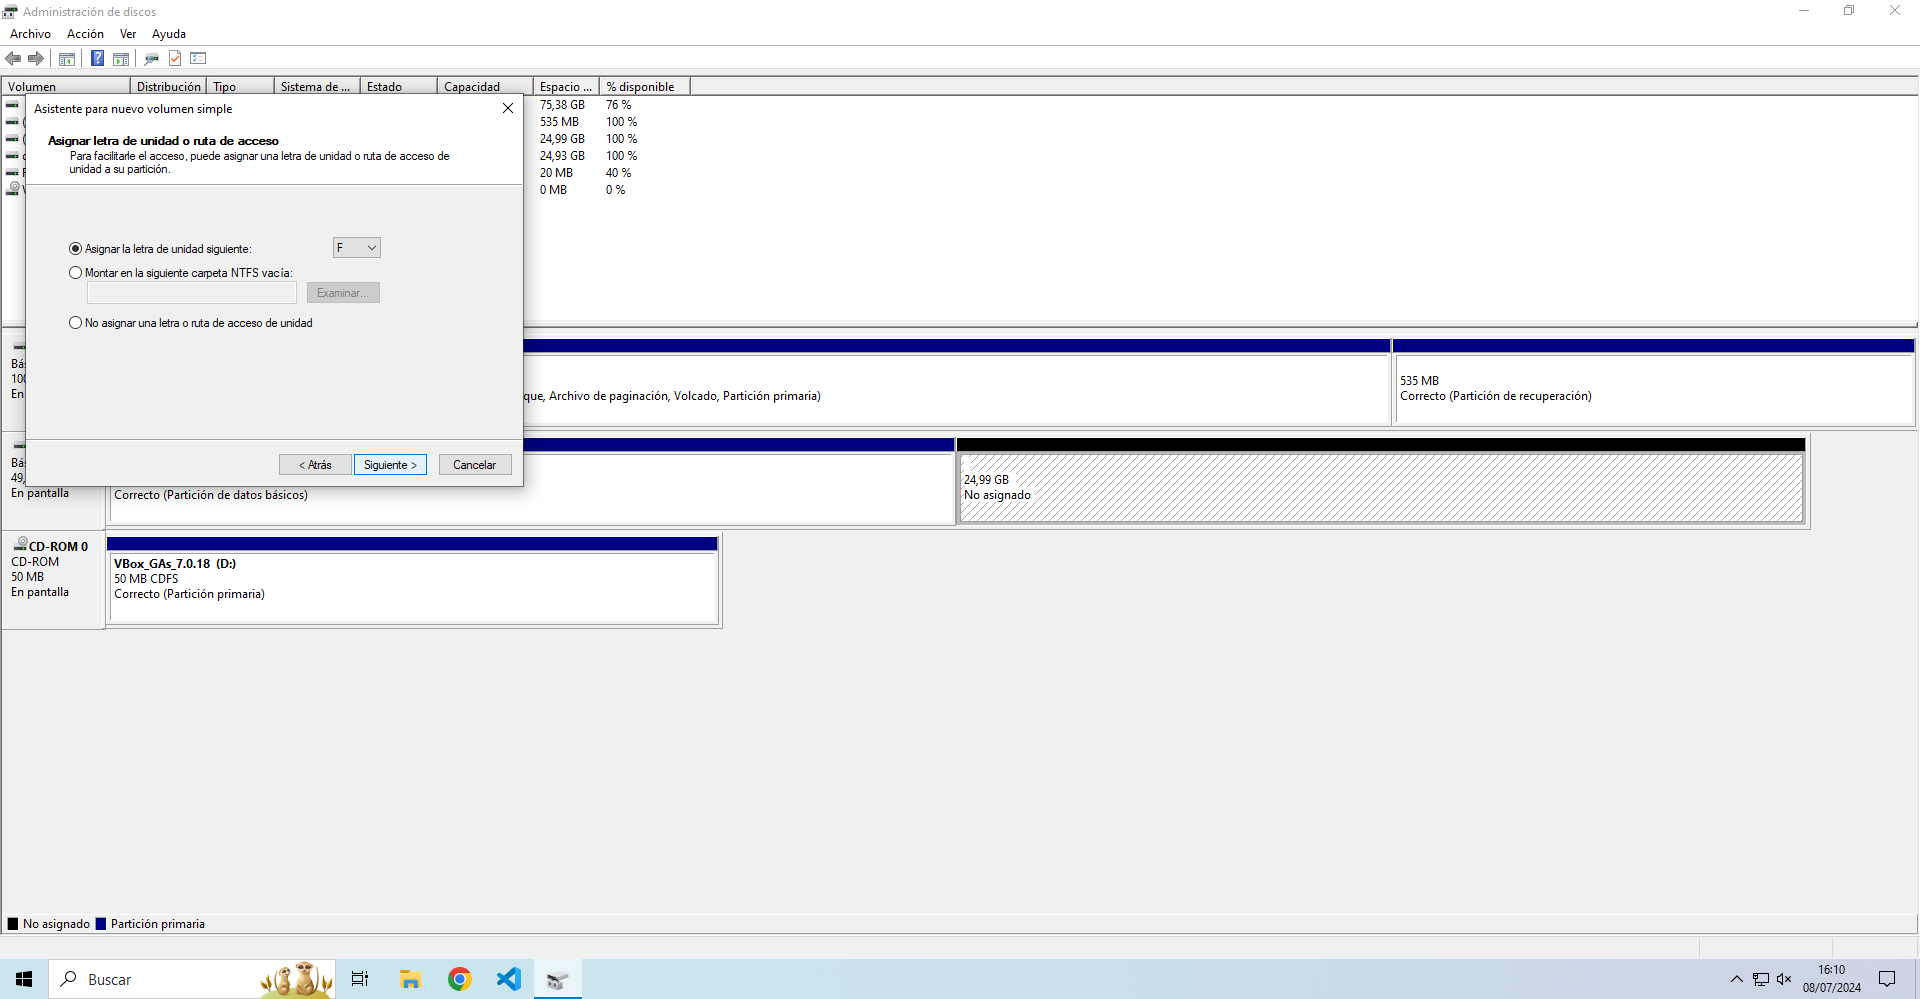 Administración de discos
Archivo Acción Ver Ayuda
Volumen Distribución Tipo Sistema de ... Estado Capacidad Espacio ... % disponible
75,38 GB 76 %
535 MB 100 %
24,99 GB 100 %
24,93 GB 100 %
20 MB 40 %
0 MB 0 %
Asistente para nuevo volumen simple
Asignar letra de unidad o ruta de acceso
Para facilitarle el acceso, puede asignar una letra de unidad o ruta de acceso de
unidad a su partición.
Asignar la letra de unidad siguiente: F
Montar en la siguiente carpeta NTFS vacía:
Examinar...
No asignar una letra o ruta de acceso de unidad
< Atrás Siguiente > Cancelar
Bás
100
En
que, Archivo de paginación, Volcado, Partición primaria)
535 MB
Correcto (Partición de recuperación)
Bás
49,
En pantalla
Correcto (Partición de datos básicos)
24,99 GB
No asignado
CD-ROM 0
CD-ROM
50 MB
En pantalla
VBox_GAs_7.0.18 (D:)
50 MB CDFS
Correcto (Partición primaria)
No asignado Partición primaria
Buscar
16:10
08/07/2024